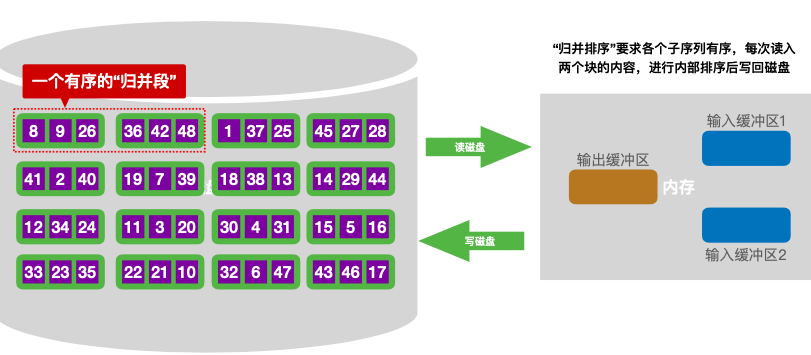 “归并排序”要求各个子序列有序，每次读入
两个块的内容，进行内部排序后写回磁盘
一个有序的“归并段”
8 9 26 36 42 48 1 37 25 45 27 28
41 2 40 19 7 39 18 38 13 14 29 44
12 34 24 11 3 20 30 4 31 15 5 16
33 23 35 22 21 10 32 6 47 43 46 17
读磁盘
写磁盘
输入缓冲区1
输出缓冲区
内存
输入缓冲区2